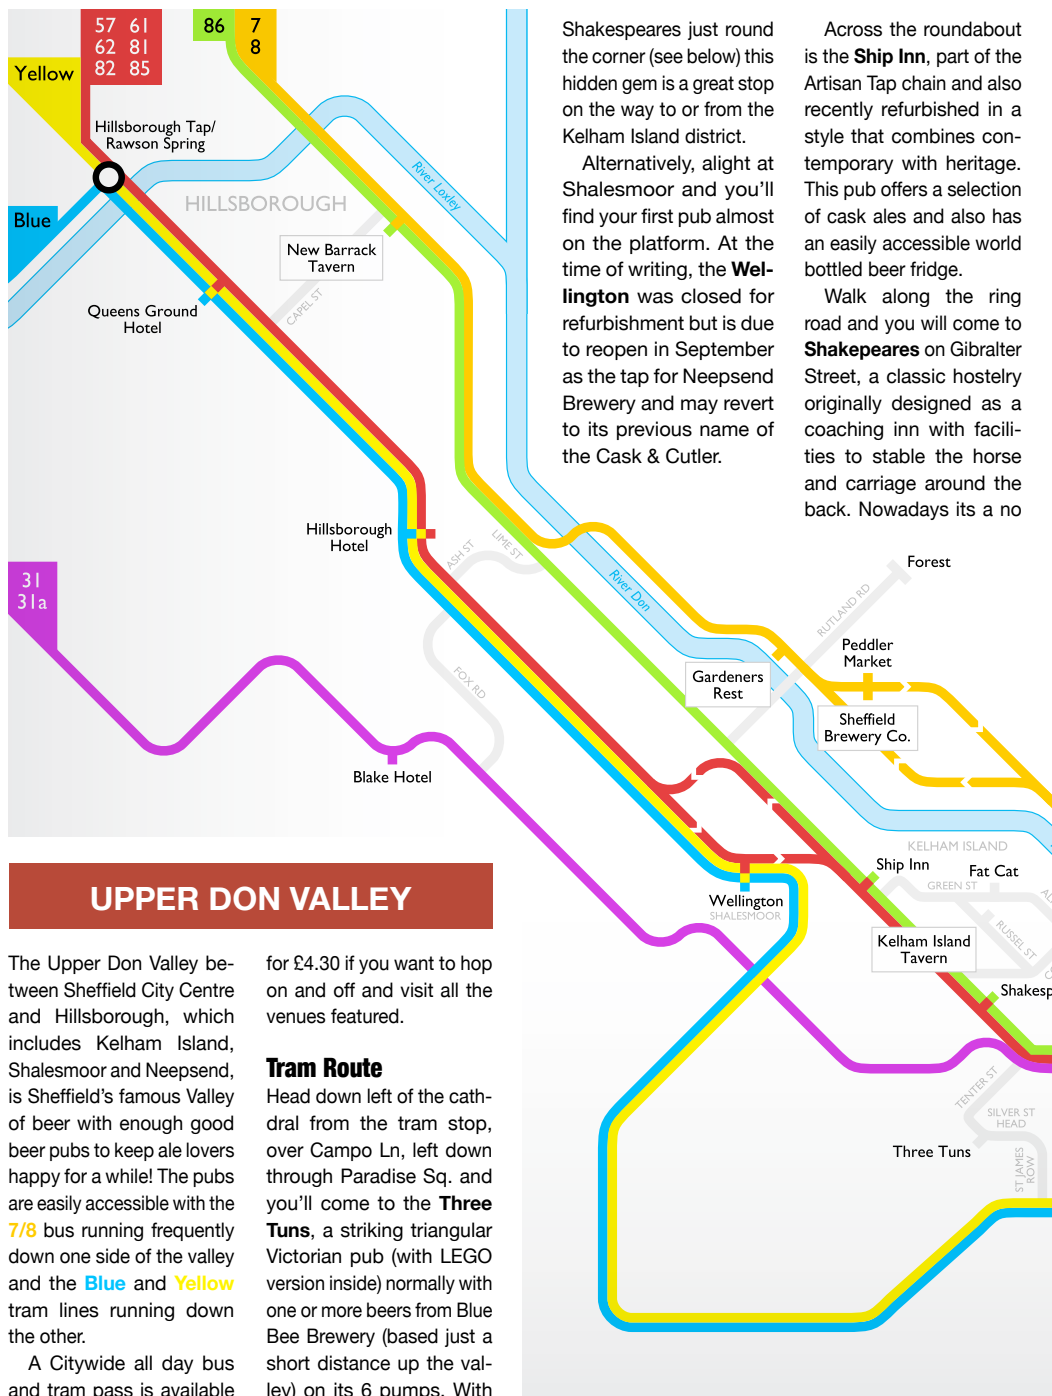 57 61
62 81
82 85
86
7
8
Yellow
Hillsborough Tap/
Rawson Spring
Blue
HILLSBOROUGH
River Loxley
New Barrack
Tavern
CAPEL ST
Queens Ground
Hotel
Hillsborough
Hotel
ASH ST
LIME ST
River Don
FOX RD
31
31a
Blake Hotel
RUTLAND RD
Forest
Peddler
Market
Gardeners
Rest
Sheffield
Brewery Co.
KELHAM ISLAND
Ship Inn
Fat Cat
GREEN ST
RUSSEL ST
Wellington
SHALESMOOR
Kelham Island
Tavern
Shakesp
TENTER ST
SILVER ST
HEAD
Three Tuns
ST JAMES
ROW
UPPER DON VALLEY
The Upper Don Valley be-
tween Sheffield City Centre
and Hillsborough, which
includes Kelham Island,
Shalesmoor and Neepsend,
is Sheffield's famous Valley
of beer with enough good
beer pubs to keep ale lovers
happy for a while! The pubs
are easily accessible with the
7/8 bus running frequently
down one side of the valley
and the Blue and Yellow
tram lines running down
the other.
A Citywide all day bus
and tram pass is available
for £4.30 if you want to hop
on and off and visit all the
venues featured.
Tram Route
Head down left of the cath-
dral from the tram stop,
over Campo Ln, left down
through Paradise Sq. and
you'll come to the Three
Tuns, a striking triangular
Victorian pub (with LEGO
version inside) normally with
one or more beers from Blue
Bee Brewery (based just a
short distance up the val-
ley) on its 6 pumps. With
Shakespeares just round
the corner (see below) this
hidden gem is a great stop
on the way to or from the
Kelham Island district.
Alternatively, alight at
Shalesmoor and you'll
find your first pub almost
on the platform. At the
time of writing, the Wel-
lington was closed for
refurbishment but is due
to reopen in September
as the tap for Neepsend
Brewery and may revert
to its previous name of
the Cask & Cutler.
Across the roundabout
is the Ship Inn, part of the
Artisan Tap chain and also
recently refurbished in a
style that combines con-
temporary with heritage.
This pub offers a selection
of cask ales and also has
an easily accessible world
bottled beer fridge.
Walk along the ring
road and you will come to
Shakepeares on Gibralter
Street, a classic hostelry
originally designed as a
coaching inn with facili-
ties to stable the horse
and carriage around the
back. Nowadays its a no